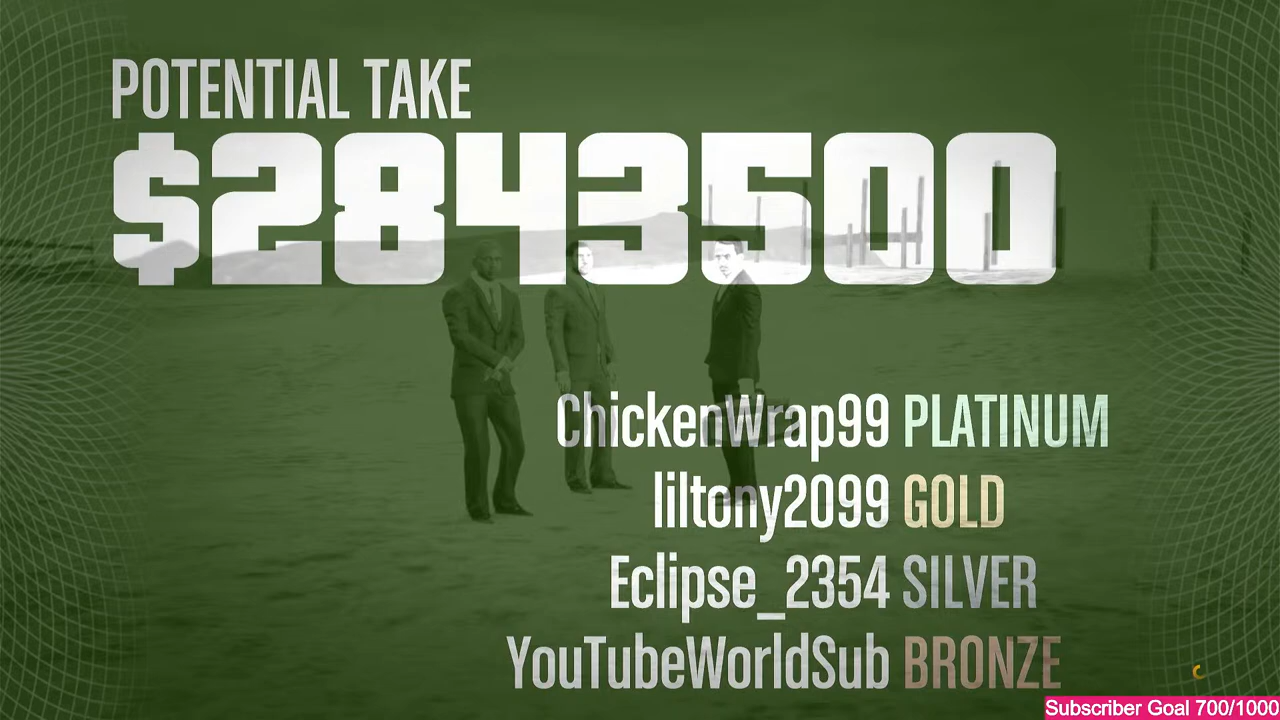 POTENTIAL TAKE
$2843500
ChickenWrap99 PLATINUM
liltony2099 GOLD
Eclipse_2354 SILVER
YouTubeWorldSub BRONZE
Subscriber Goal 700/1000